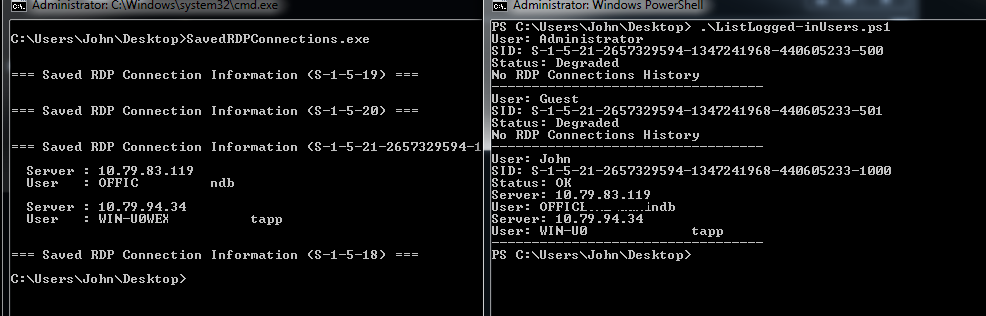 Administrator: C:\Windows\system32\cmd.exe
C:\Users\John\Desktop>SavedRDPConnections.exe
=== Saved RDP Connection Information (S-1-5-19) ===
=== Saved RDP Connection Information (S-1-5-20) ===
=== Saved RDP Connection Information (S-1-5-21-2657329594-1
Server : 10.79.83.119
User : OFFIC ndb
Server : 10.79.94.34
User : WIN-U0WEX tapp
=== Saved RDP Connection Information (S-1-5-18) ===
C:\Users\John\Desktop>
Administrator: Windows PowerShell
PS C:\Users\John\Desktop> .\ListLogged-inUsers.ps1
User: Administrator
SID: S-1-5-21-2657329594-1347241968-440605233-500
Status: Degraded
No RDP Connections History
----------------------------------
User: Guest
SID: S-1-5-21-2657329594-1347241968-440605233-501
Status: Degraded
No RDP Connections History
----------------------------------
User: John
SID: S-1-5-21-2657329594-1347241968-440605233-1000
Status: OK
Server: 10.79.83.119
User: OFFICE ndb
Server: 10.79.94.34
User: WIN-U0 tapp
----------------------------------
PS C:\Users\John\Desktop>